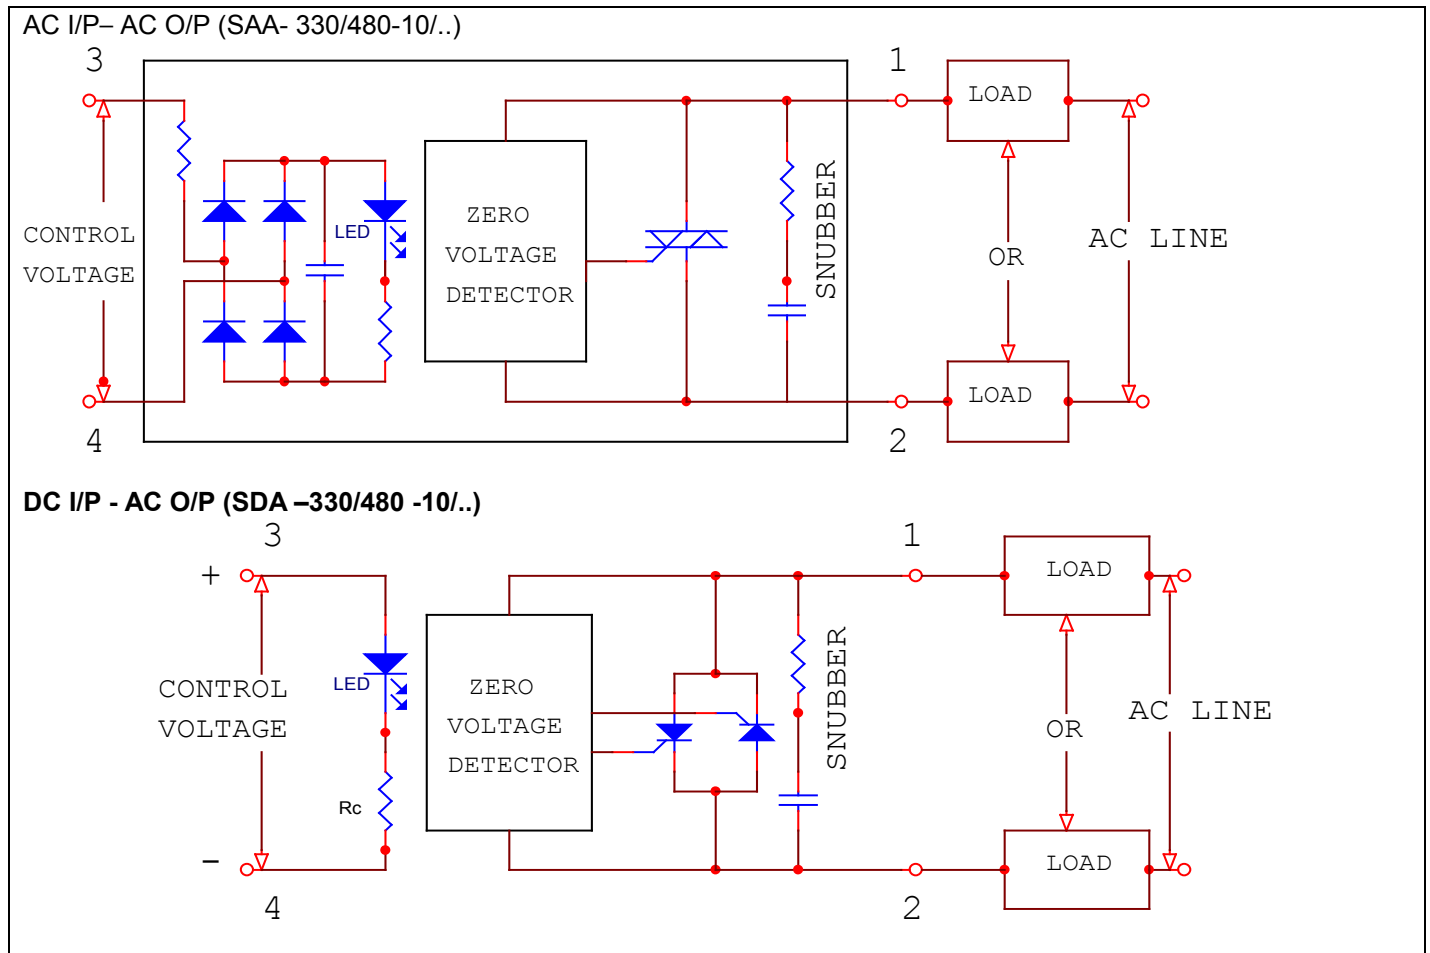 AC I/P– AC O/P (SAA- 330/480-10/..)
3
1
LOAD
CONTROL
VOLTAGE
LED
ZERO
VOLTAGE
DETECTOR
SNUBBER
OR
AC LINE
LOAD
4
2
DC I/P - AC O/P (SDA –330/480 -10/..)
3
1
+
LOAD
CONTROL
VOLTAGE
LED
ZERO
VOLTAGE
DETECTOR
SNUBBER
OR
AC LINE
Rc
–
LOAD
4
2